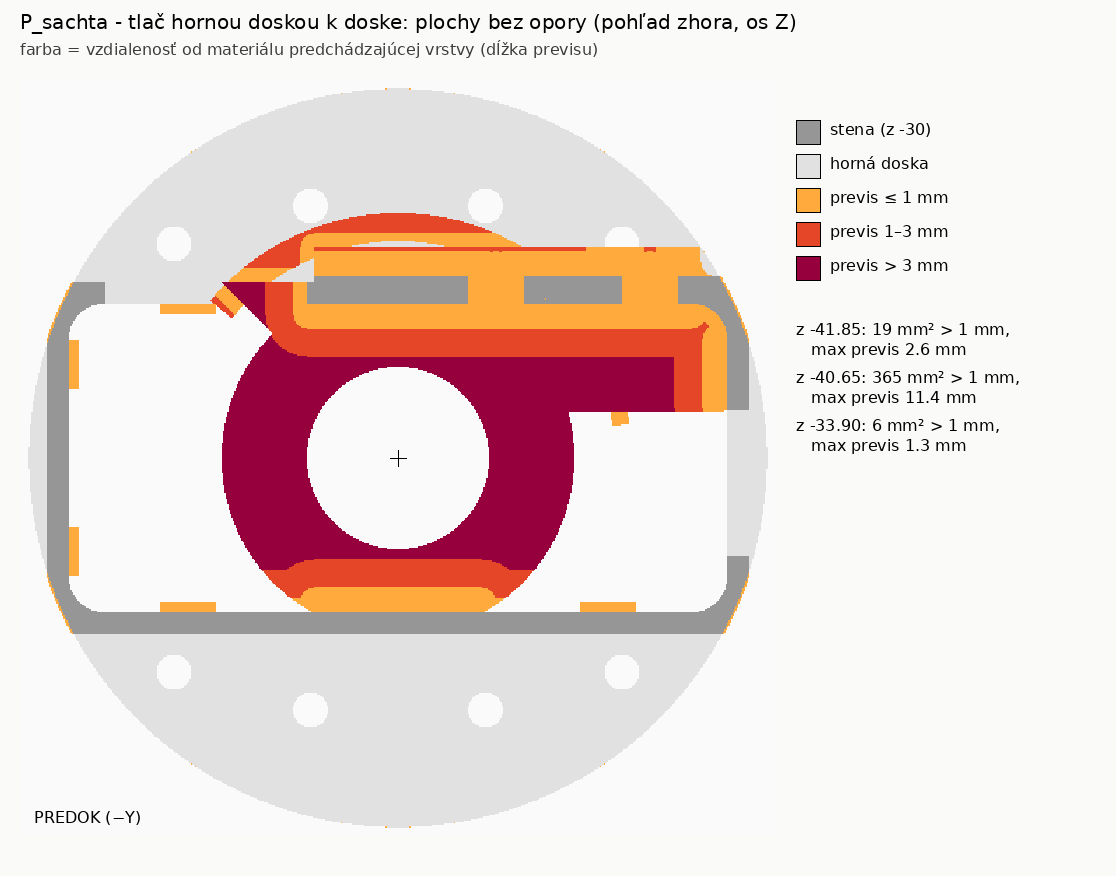 P_sachta - tlač hornou doskou k doske: plochy bez opory (pohľad zhora, os Z)
farba = vzdialenosť od materiálu predchádzajúcej vrstvy (dĺžka previsu)
stena (z -30)
horná doska
previs ≤ 1 mm
previs 1–3 mm
previs > 3 mm
z -41.85: 19 mm² > 1 mm,
max previs 2.6 mm
z -40.65: 365 mm² > 1 mm,
max previs 11.4 mm
z -33.90: 6 mm² > 1 mm,
max previs 1.3 mm
PREDOK (−Y)